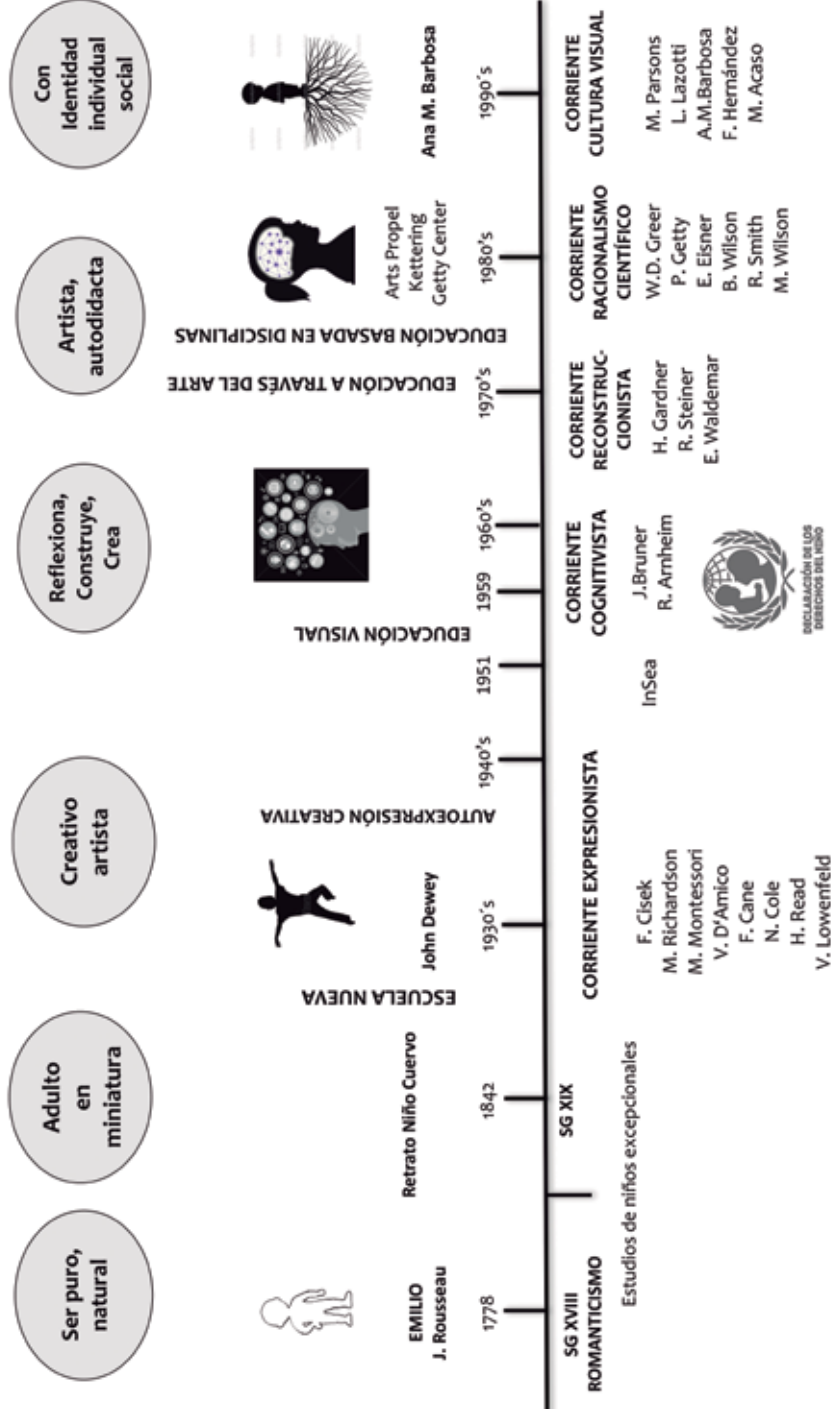 Ser puro,
natural
Adulto
en
miniatura
Creativo
artista
Reflexiona,
Construye,
Crea
Artista,
autodidacta
Con
Identidad
individual
social
EMILIO
J. Rousseau
Retrato Niño Cuervo
ESCUELA NUEVA
John Dewey
AUTOEXPRESIÓN CREATIVA
EDUCACIÓN VISUAL
EDUCACIÓN A TRAVÉS DEL ARTE
EDUCACIÓN BASADA EN DISCIPLINAS
Arts Propel
Kettering
Getty Center
Ana M. Barbosa
1778
1842
1930´s
1940's
1951
1959
1960's
1970's
1980's
1990´s
SG XVIII
ROMANTICISMO
SG XIX
Estudios de niños excepcionales
CORRIENTE EXPRESIONISTA
F. Cisek
M. Richardson
M. Montessori
V. D'Amico
F. Cane
N. Cole
H. Read
V. Lowenfeld
InSea
CORRIENTE
COGNITIVISTA
J.Bruner
R. Arnheim
DECLARACIÓN DE LOS
DERECHOS DEL NIÑO
CORRIENTE
RECONSTRUC-
CIONISTA
H. Gardner
R. Steiner
E. Waldemar
CORRIENTE
RACIONALISMO
CIENTÍFICO
W.D. Greer
P. Getty
E. Eisner
B. Wilson
R. Smith
M. Wilson
CORRIENTE
CULTURA VISUAL
M. Parsons
L. Lazotti
A.M.Barbosa
F. Hernández
M. Acaso